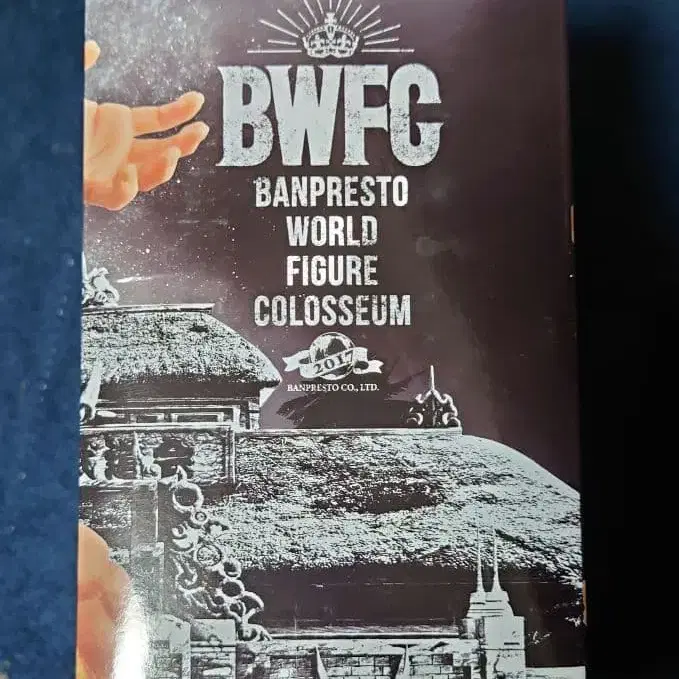 BWFC
BANPRESTO
WORLD
FIGURE
COLOSSEUM
2017
BANPRESTO CO., LTD.